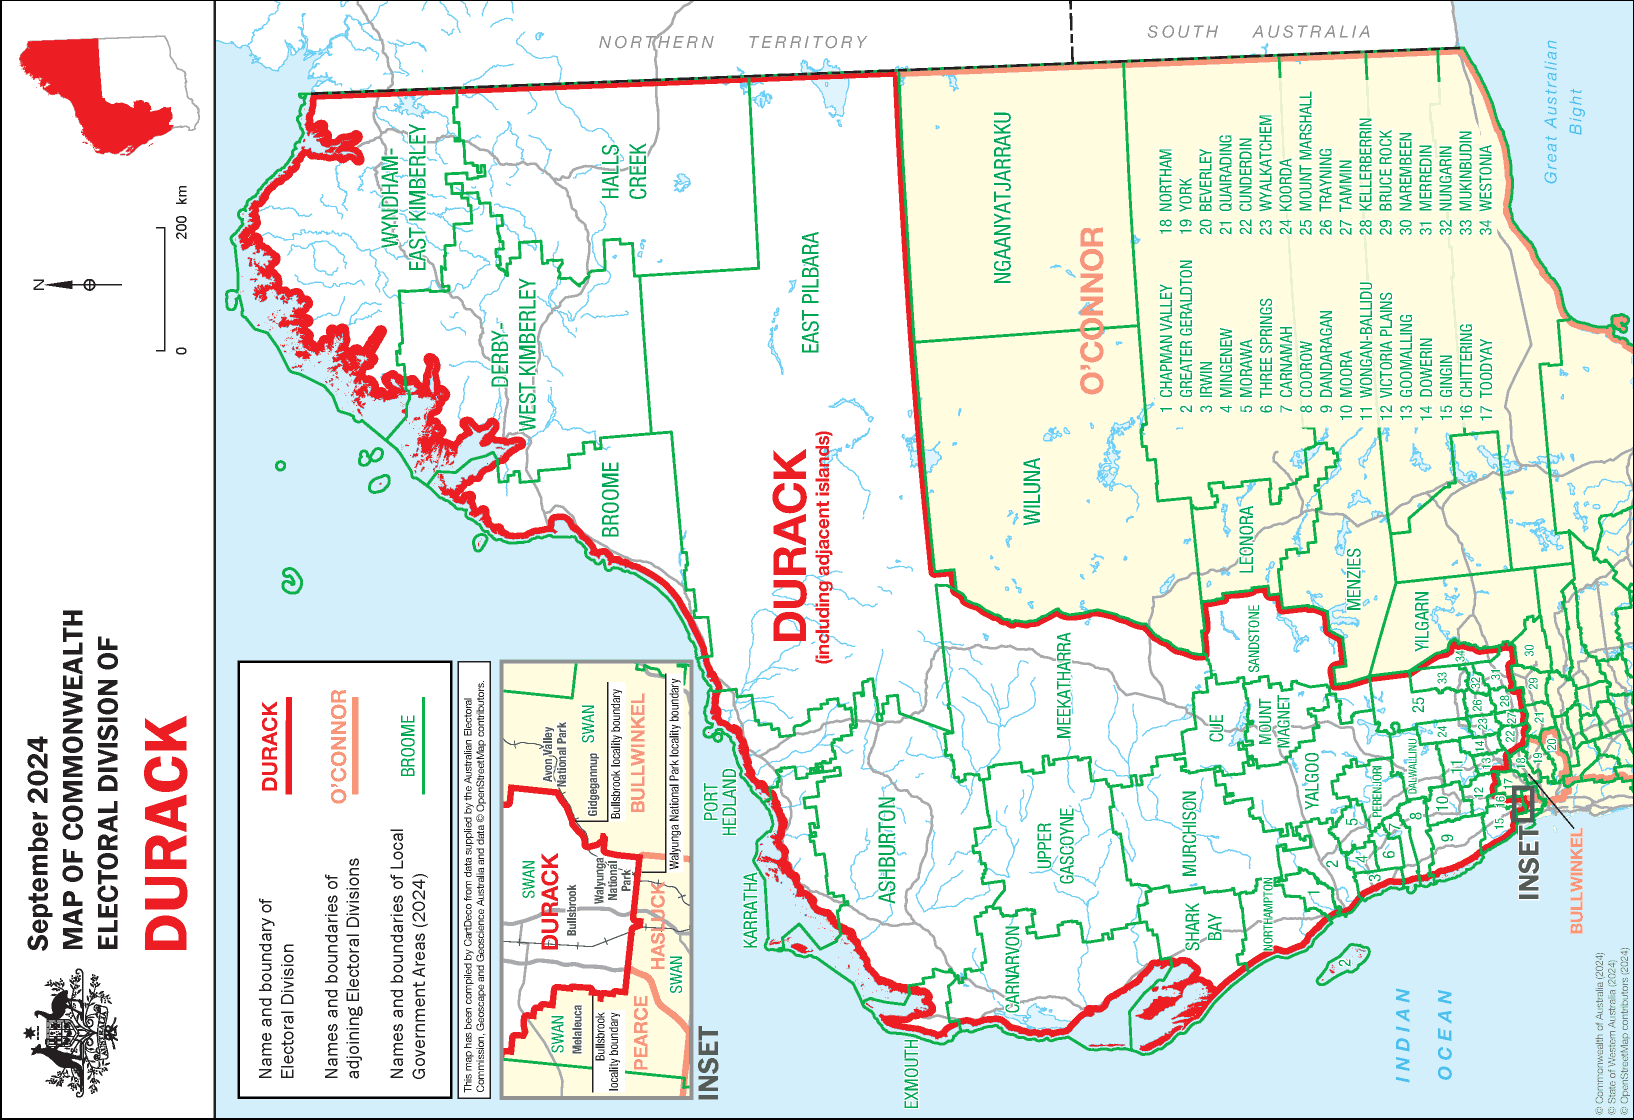 September 2024
MAP OF COMMONWEALTH
ELECTORAL DIVISION OF
DURACK
N
0
200 km
Name and boundary of
Electoral Division
DURACK
Names and boundaries of
adjoining Electoral Divisions
O'CONNOR
Names and boundaries of Local
Government Areas (2024)
BROOME
This map has been compiled by CartDeco from data supplied by the Australian Electoral
Commission, Geoscape and Geoscience Australia and data © OpenStreetMap contributors.
SWAN
Melaleuca
Bullsbrook
locality boundary
PEARCE
SWAN
DURACK
Bullsbrook
Walyunga
National
Park
HASLUCK
SWAN
Avon Valley
National Park
Gidgegannup
SWAN
Bullsbrook locality boundary
BULLWINKEL
Walyunga National Park locality boundary
INSET
NORTHERN TERRITORY
SOUTH AUSTRALIA
Great Australian
Bight
WYNDHAM-
EAST KIMBERLEY
HALLS
CREEK
DERBY-
WEST KIMBERLEY
BROOME
EAST PILBARA
DURACK
(including adjacent islands)
PORT
HEDLAND
KARRATHA
ASHBURTON
EXMOUTH
CARNARVON
UPPER
GASCOYNE
MEEKATHARRA
MURCHISON
SHARK
BAY
NORTHAMPTON
CUE
SANDSTONE
MOUNT
MAGNET
YALGOO
PERENJORI
DALWALLINU
NGAANYATJARRAKU
WILUNA
O'CONNOR
LEONORA
MENZIES
YILGARN
1 CHAPMAN VALLEY
2 GREATER GERALDTON
3 IRWIN
4 MINGENEW
5 MORAWA
6 THREE SPRINGS
7 CARNAMAH
8 COOROW
9 DANDARAGAN
10 MOORA
11 WONGAN-BALLIDU
12 VICTORIA PLAINS
13 GOOMALLING
14 DOWERIN
15 GINGIN
16 CHITTERING
17 TOODYAY
18 NORTHAM
19 YORK
20 BEVERLEY
21 QUAIRADING
22 CUNDERDIN
23 WYALKATCHEM
24 KOORDA
25 MOUNT MARSHALL
26 TRAYNING
27 TAMMIN
28 KELLERBERRIN
29 BRUCE ROCK
30 NAREMBEEN
31 MERREDIN
32 NUNGARIN
33 MUKINBUDIN
34 WESTONIA
1
2
2
3
4
5
6
7
8
9
10
11
12
13
14
15
16
17
18
19
20
21
22
23
24
25
26
27
28
29
30
31
32
33
34
INSET
BULLWINKEL
INDIAN
OCEAN
© Commonwealth of Australia (2024)
© State of Western Australia (2024)
© OpenStreetMap contributors (2024)